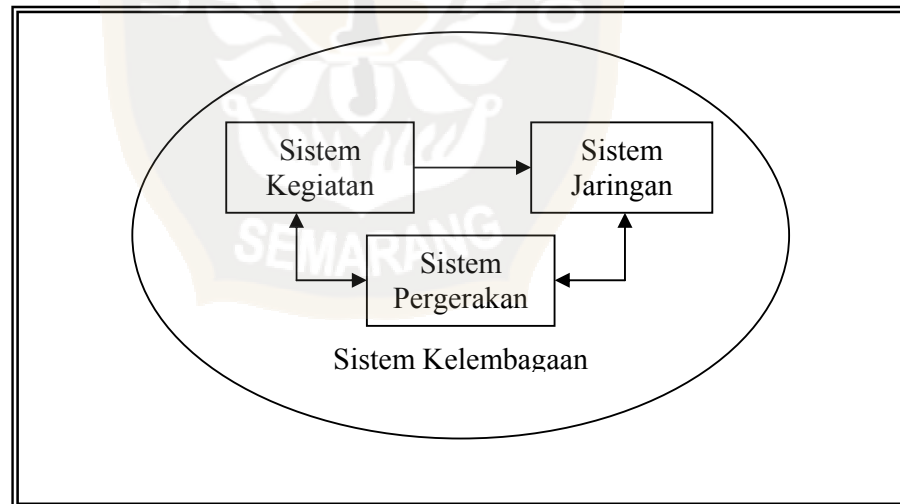 Sistem
Kegiatan
Sistem
Jaringan
SEMARANG
Sistem
Pergerakan
Sistem Kelembagaan